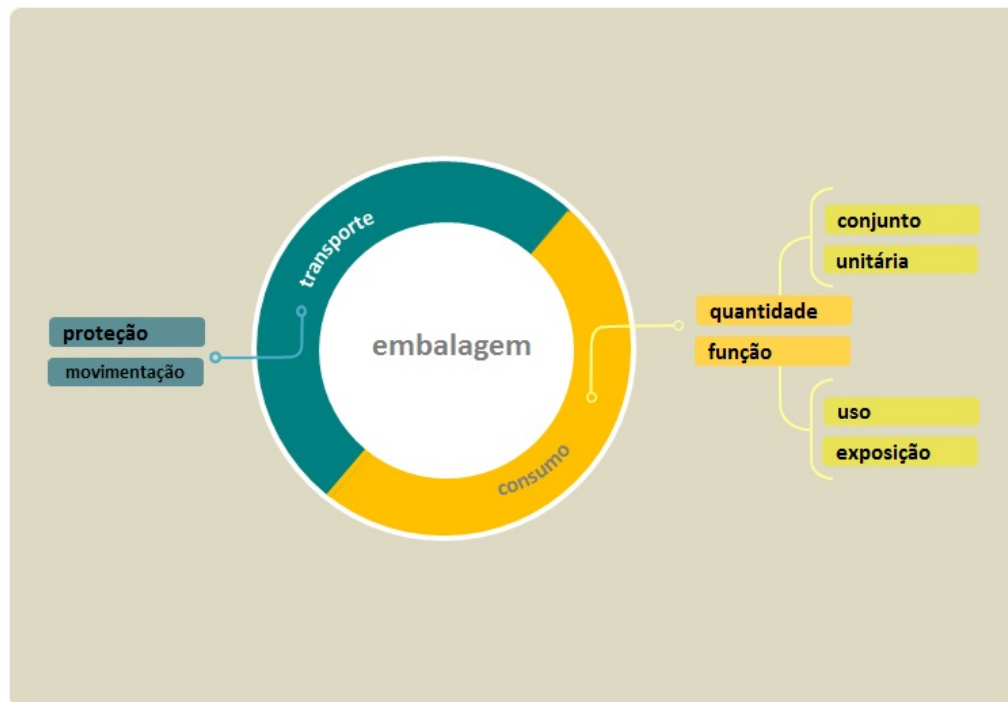 transporte
proteção
movimentação
embalagem
consumo
quantidade
função
conjunto
unitária
uso
exposição